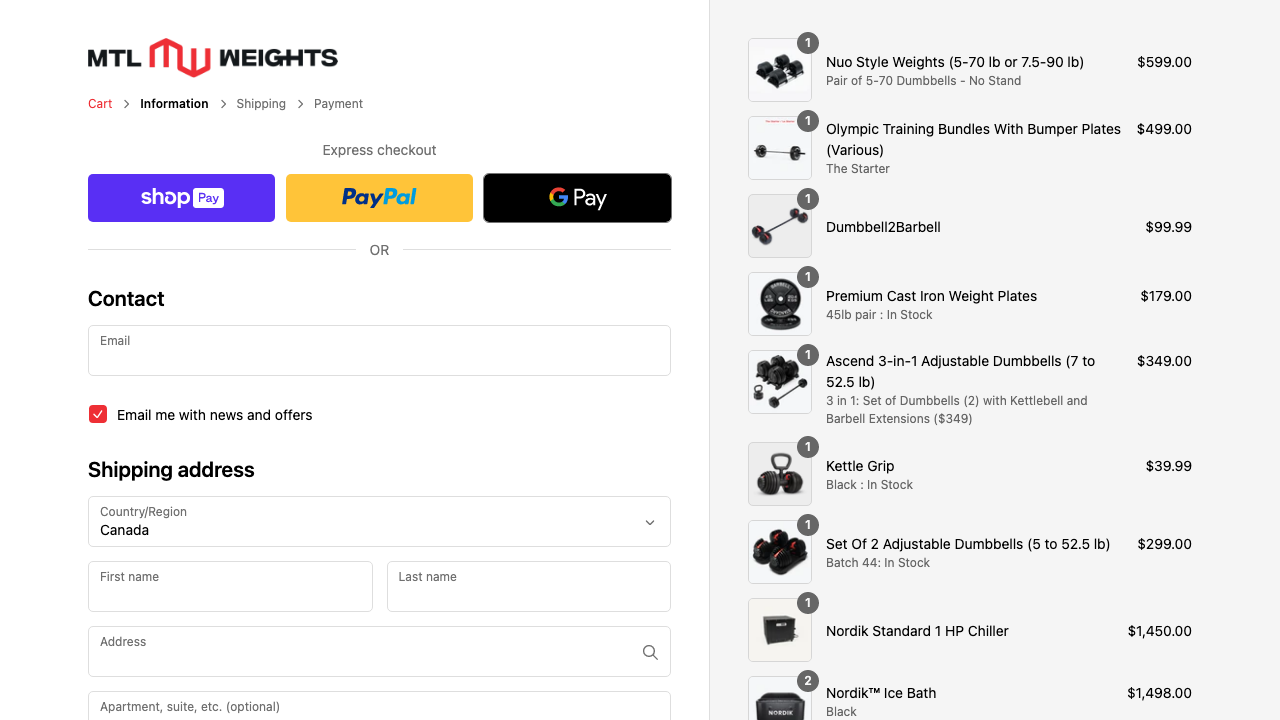 MTL WEIGHTS
Cart
Information
Shipping
Payment
Express checkout
shop Pay
PayPal
G Pay
OR
Contact
Email
Email me with news and offers
Shipping address
Country/Region
Canada
First name
Last name
Address
Apartment, suite, etc. (optional)
1
Nuo Style Weights (5-70 lb or 7.5-90 lb)
$599.00
Pair of 5-70 Dumbbells - No Stand
1
Olympic Training Bundles With Bumper Plates
(Various)
$499.00
The Starter
1
Dumbbell2Barbell
$99.99
1
BARBELL
Premium Cast Iron Weight Plates
$179.00
45lb pair : In Stock
1
Ascend 3-in-1 Adjustable Dumbbells (7 to
52.5 lb)
$349.00
3 in 1: Set of Dumbbells (2) with Kettlebell and
Barbell Extensions ($349)
1
Kettle Grip
$39.99
Black : In Stock
1
Set Of 2 Adjustable Dumbbells (5 to 52.5 lb)
$299.00
Batch 44: In Stock
1
Nordik Standard 1 HP Chiller
$1,450.00
2
NORDIK
Nordik™ Ice Bath
$1,498.00
Black